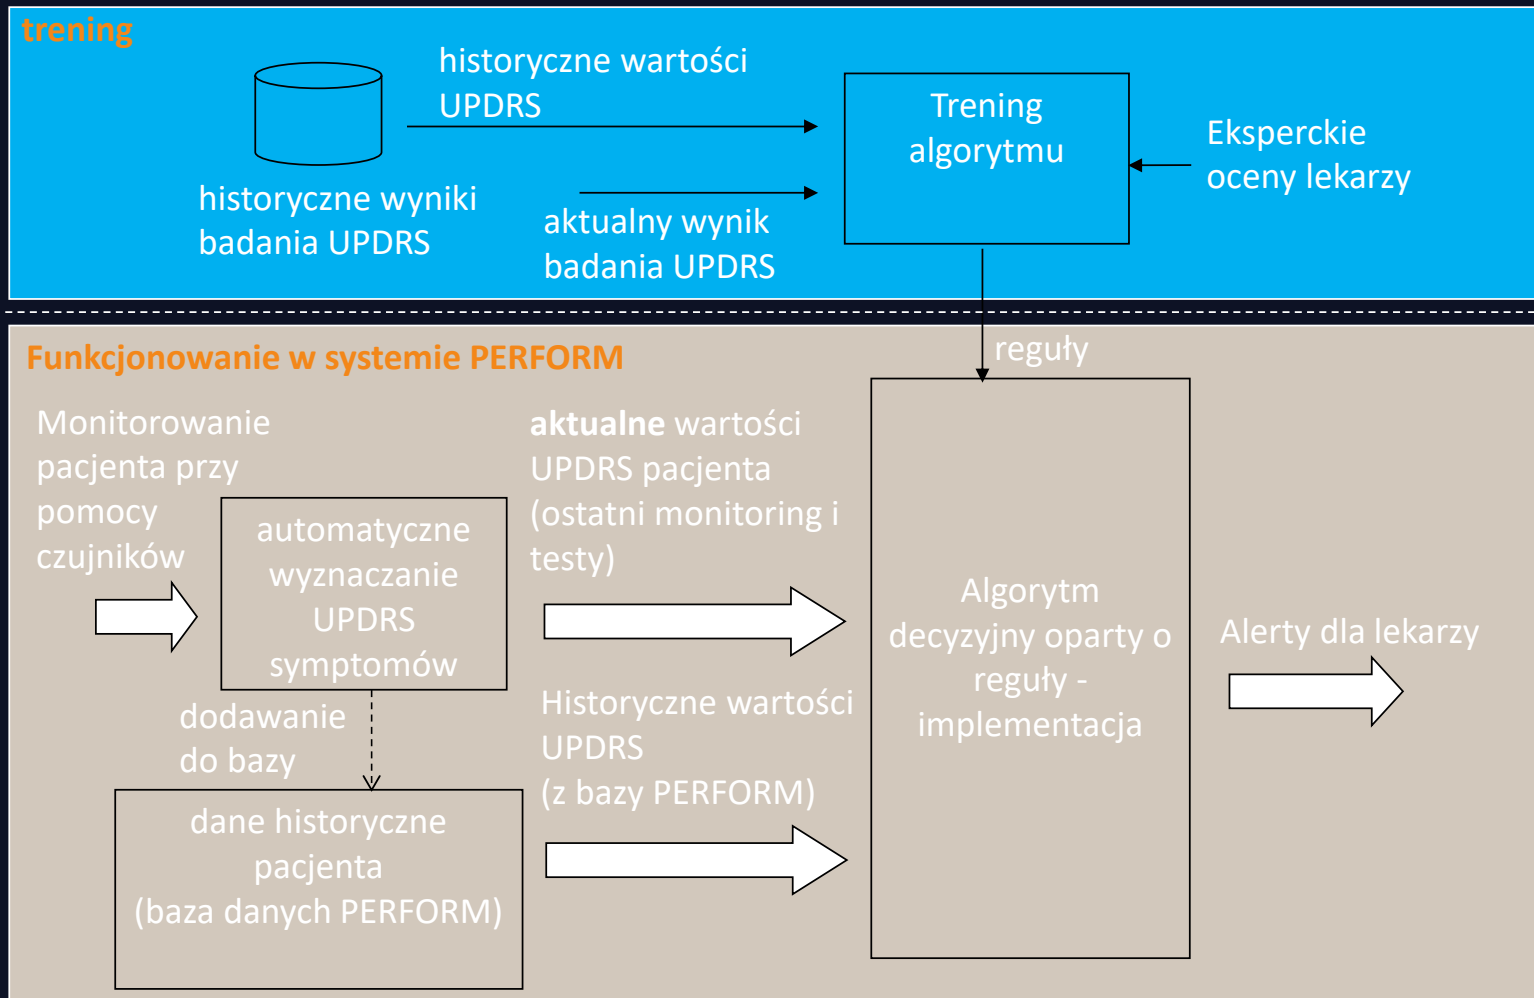 trening
historyczne wartości
UPDRS
historyczne wyniki
badania UPDRS
aktualny wynik
badania UPDRS
Trening
algorytmu
Eksperckie
oceny lekarzy
reguły
Funkcjonowanie w systemie PERFORM
Monitorowanie
pacjenta przy
pomocy
czujników
automatyczne
wyznaczanie
UPDRS
symptomów
aktualne wartości
UPDRS pacjenta
(ostatni monitoring i
testy)
dodawanie
do bazy
dane historyczne
pacjenta
(baza danych PERFORM)
Historyczne wartości
UPDRS
(z bazy PERFORM)
Algorytm
decyzyjny oparty o
reguły -
implementacja
Alerty dla lekarzy